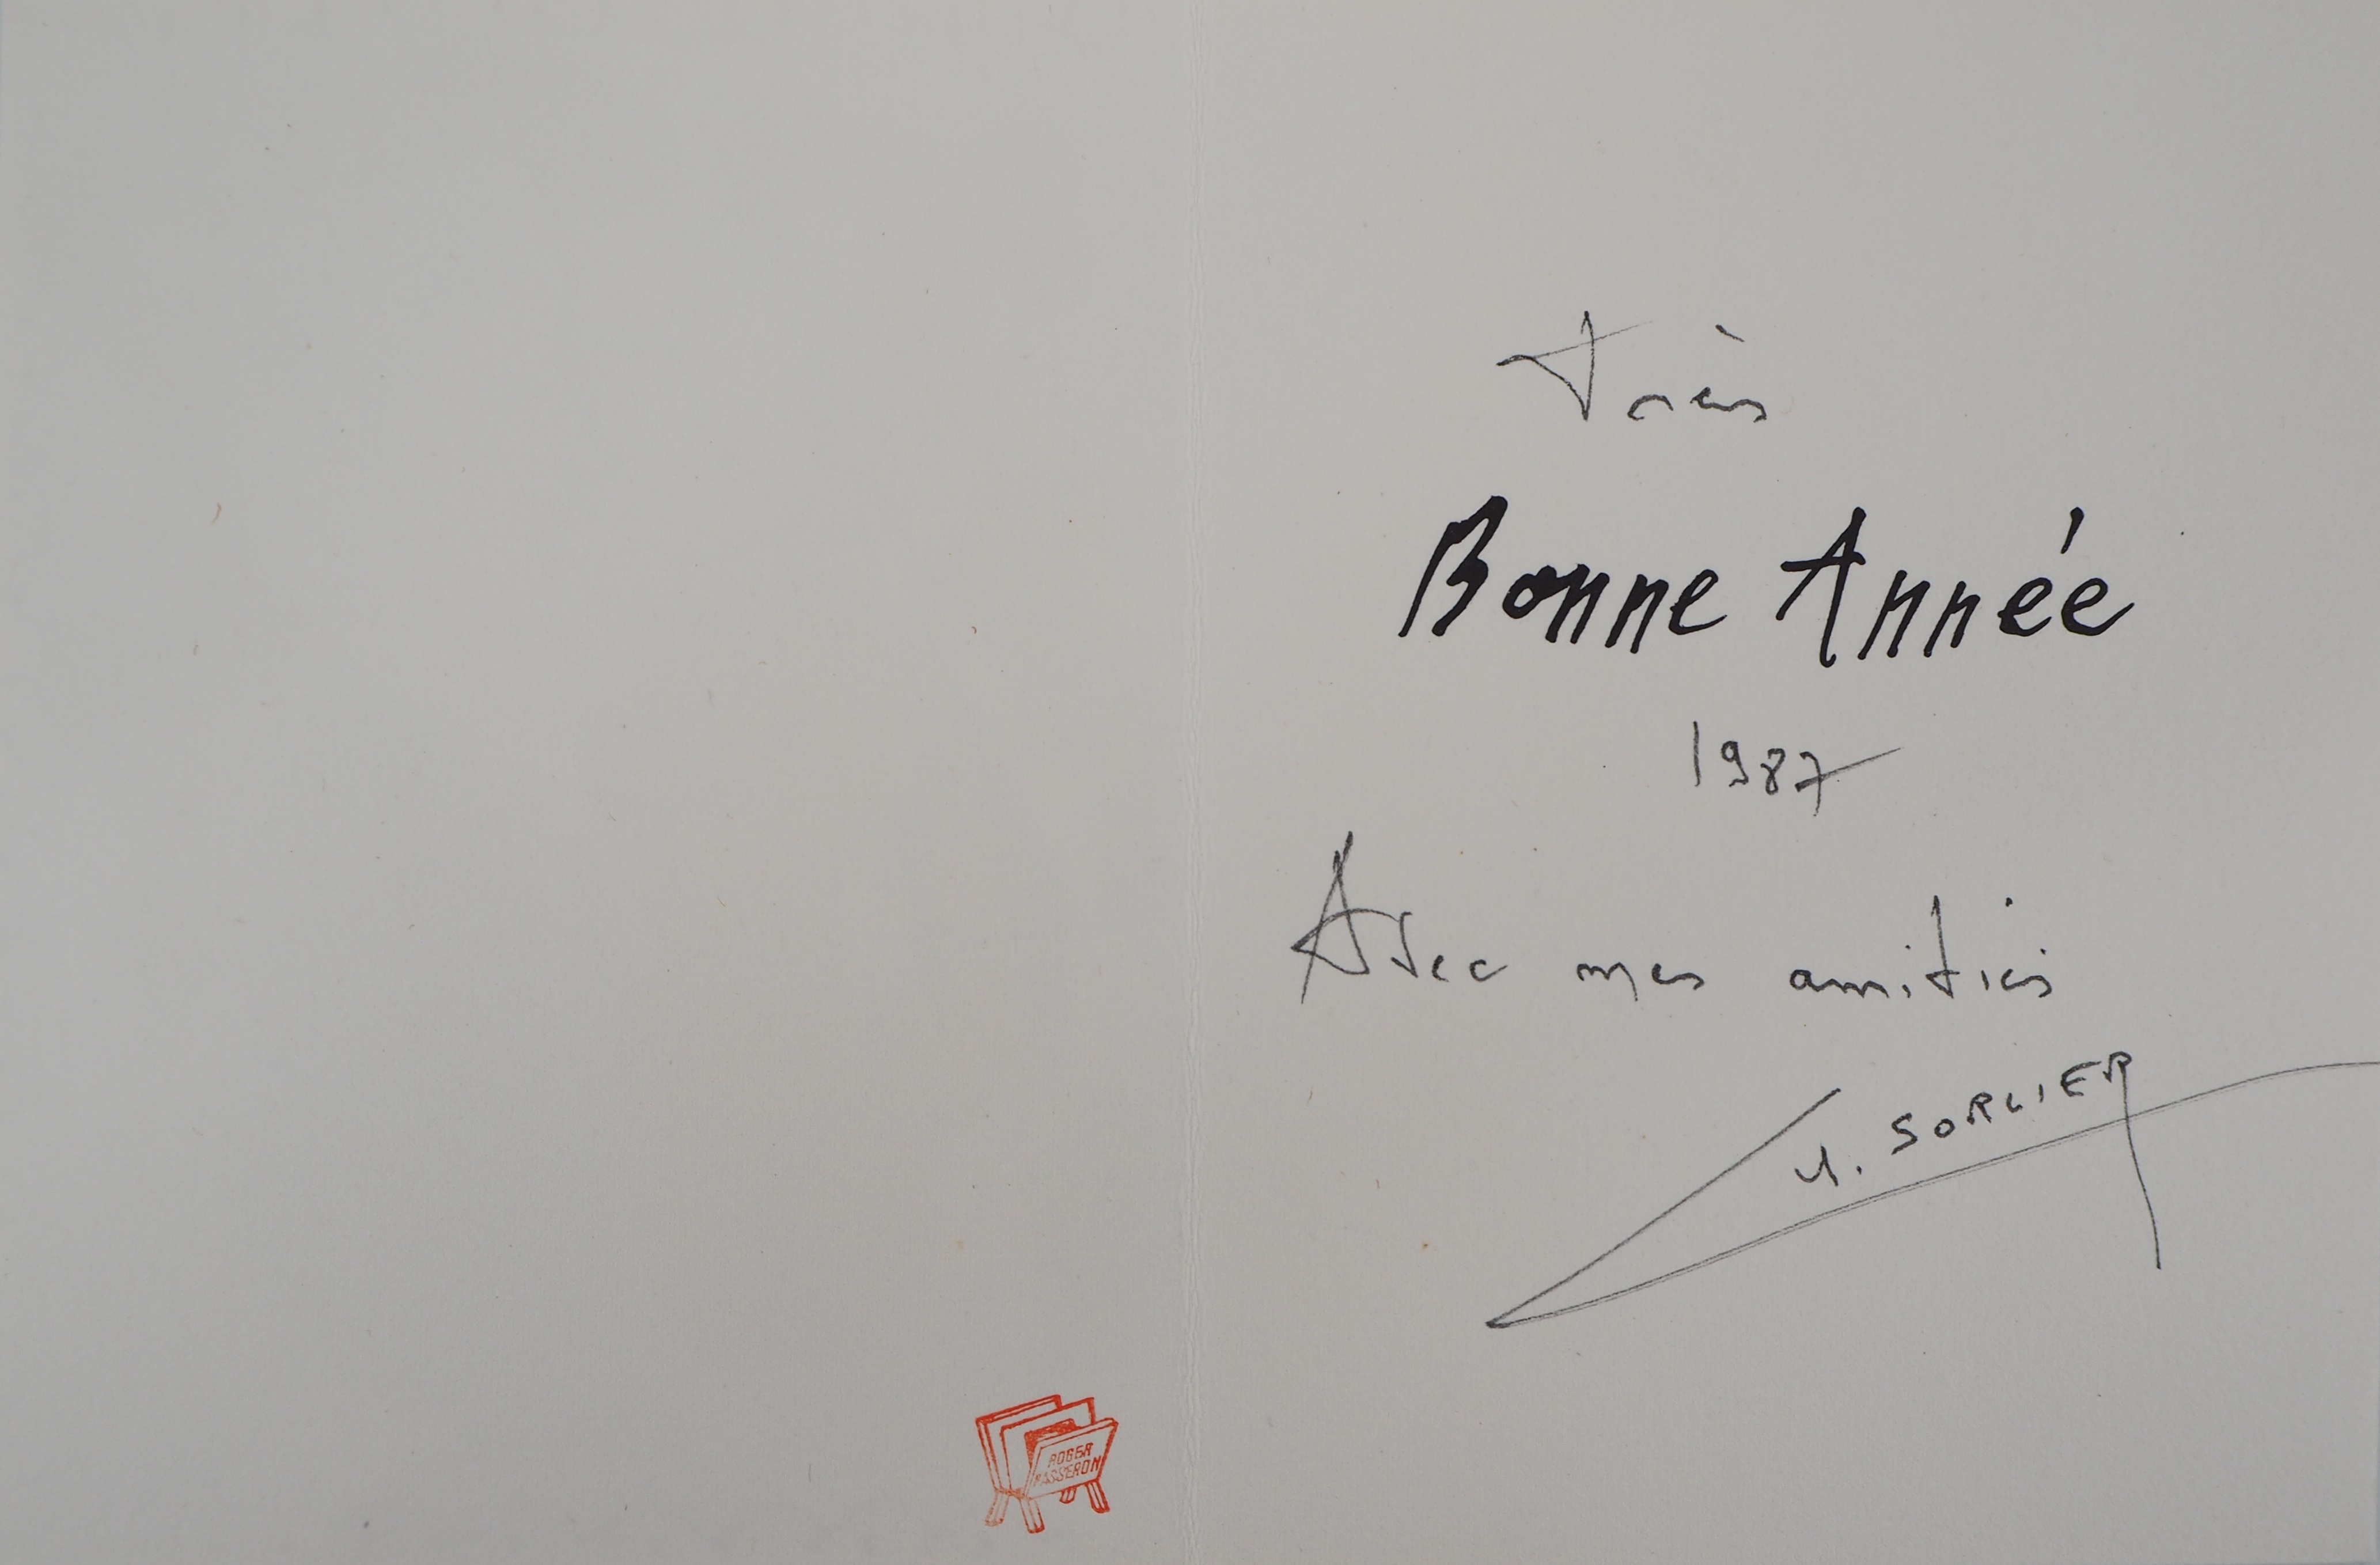 Très
Bonne Année
1987
Avec mes amitiés
SORLIER
ROGER
PASSERON